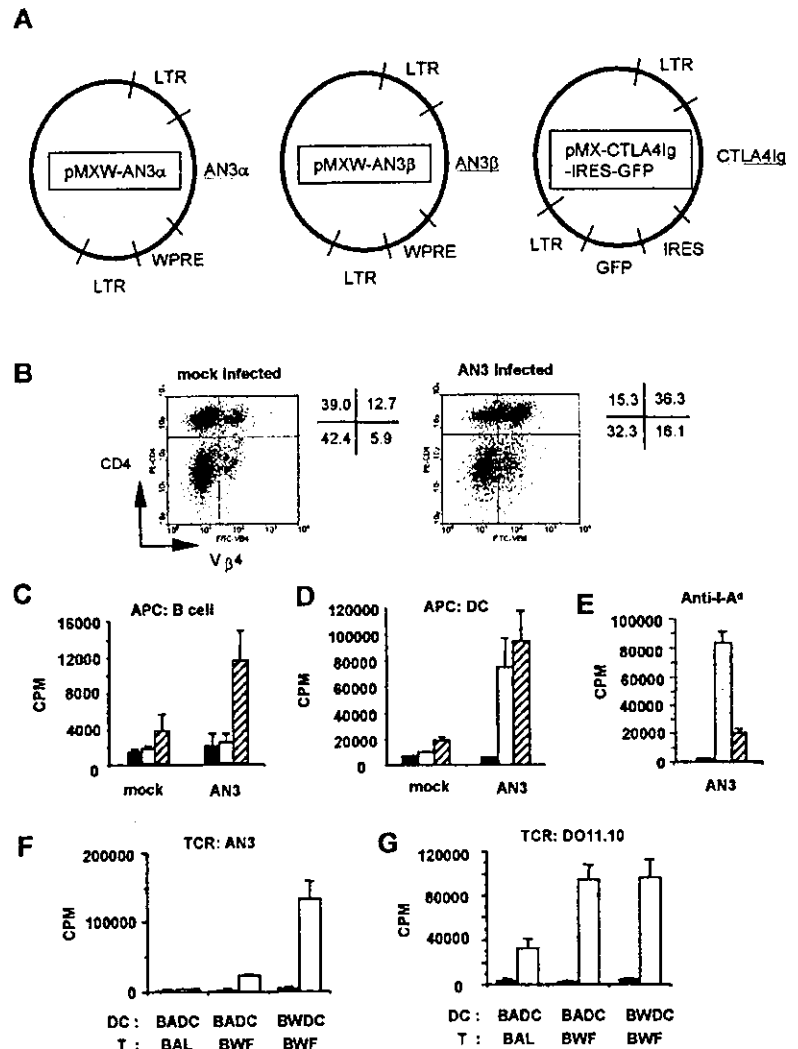 A
LTR
pMXW-AN3α
AN3α
WPRE
LTR
LTR
pMXW-AN3β
AN3β
WPRE
LTR
LTR
pMX-CTLA4Ig
-IRES-GFP
CTLA4Ig
IRES
GFP
LTR
B
mock Infected
39.0 12.7
42.4 5.9
AN3 Infected
15.3 36.3
32.3 16.1
CD4
Vβ4
C
APC: B cell
CPM
16000
12000
8000
4000
0
mock AN3
D
APC: DC
CPM
120000
100000
80000
60000
40000
20000
0
mock AN3
E
Anti-I-Aᵈ
CPM
100000
80000
60000
40000
20000
0
AN3
F
TCR: AN3
CPM
200000
100000
0
DC : BADC BADC BWDC
T : BAL BWF BWF
G
TCR: DO11.10
CPM
120000
80000
40000
0
DC : BADC BADC BWDC
T : BAL BWF BWF